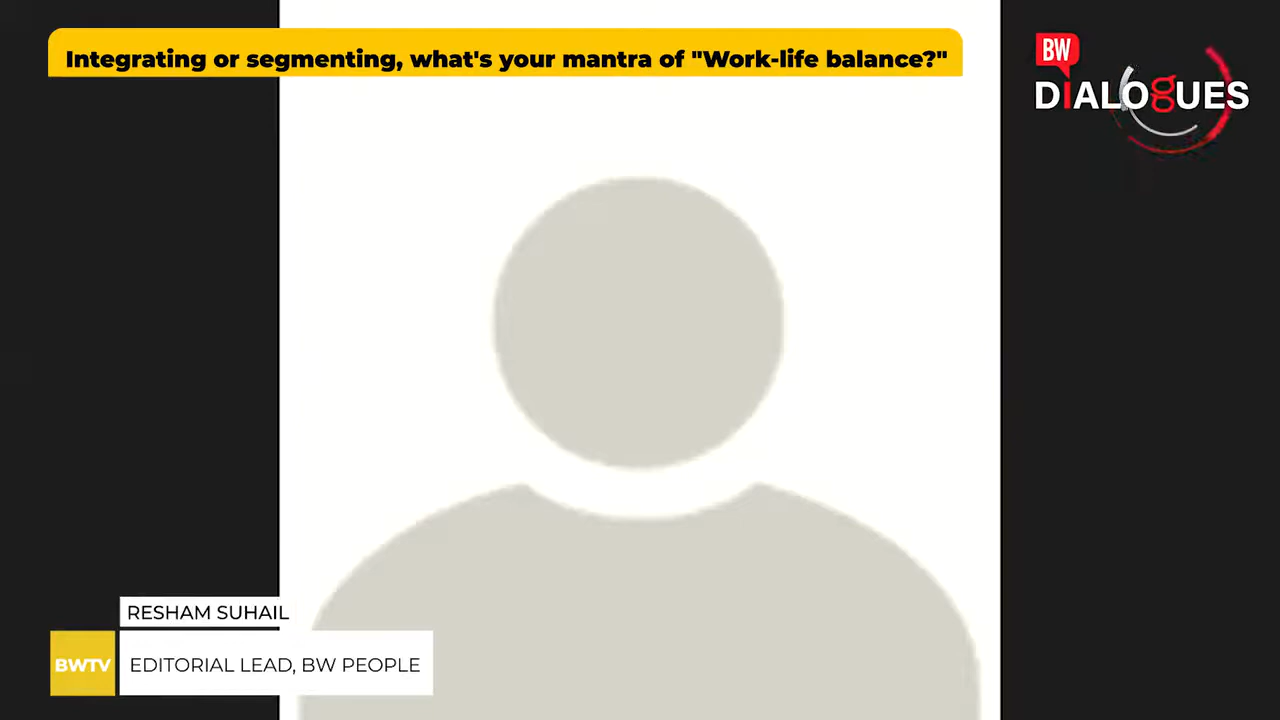 Integrating or segmenting, what's your mantra of "Work-life balance?"
BW
DIALOGUES
RESHAM SUHAIL
BWTV
EDITORIAL LEAD, BW PEOPLE